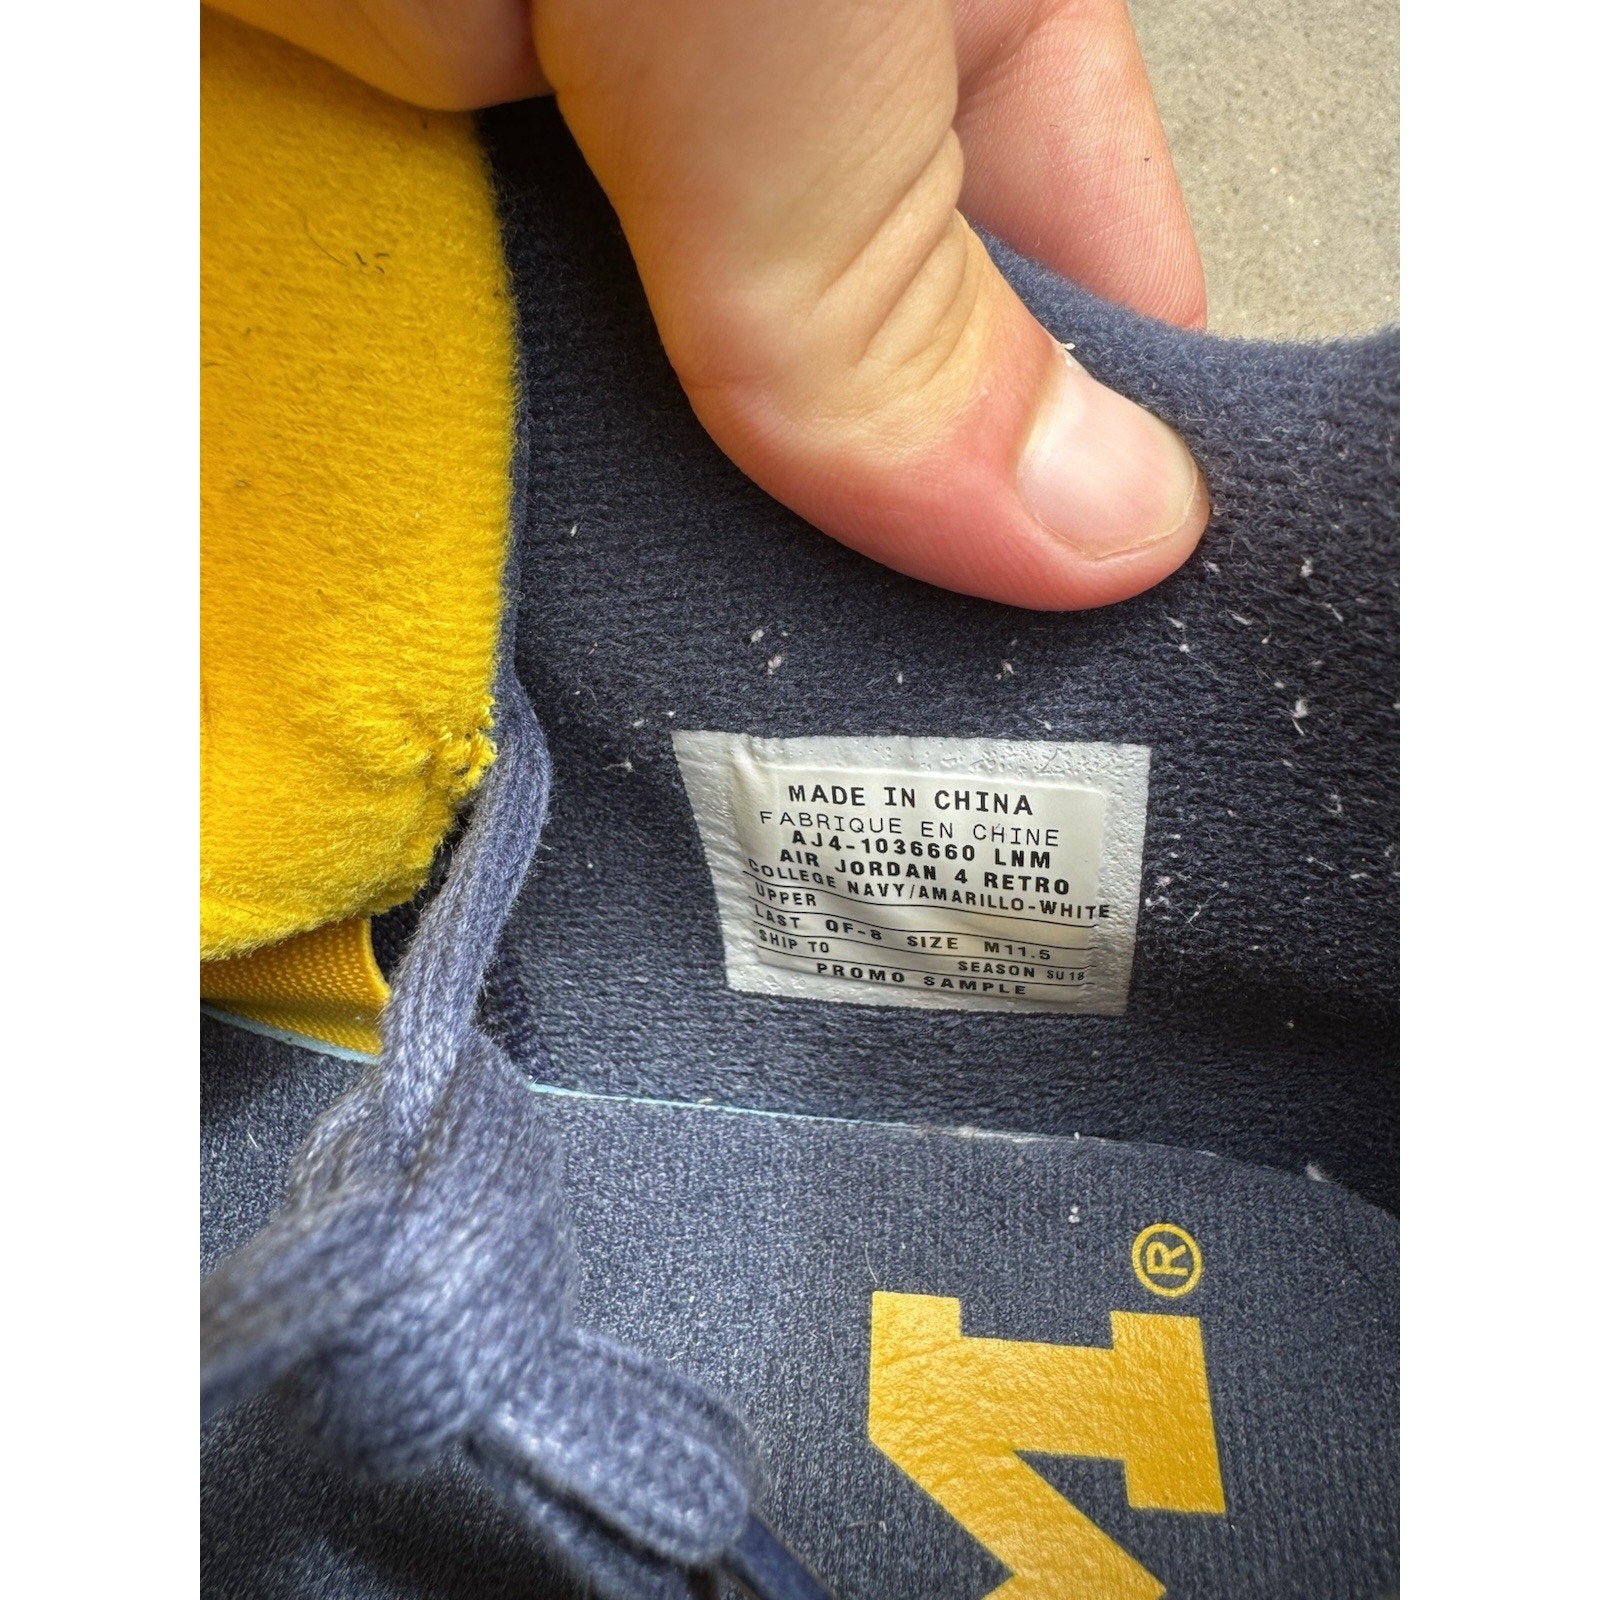 MADE IN CHINA
FABRIQUE EN CHINE
AJ4-1036660 LNM
AIR JORDAN 4 RETRO
COLLEGE NAVY/AMARILLO-WHITE
UPPER
LAST QF-8 SIZE M11.5
SHIP TO SEASON SU18
PROMO SAMPLE
®